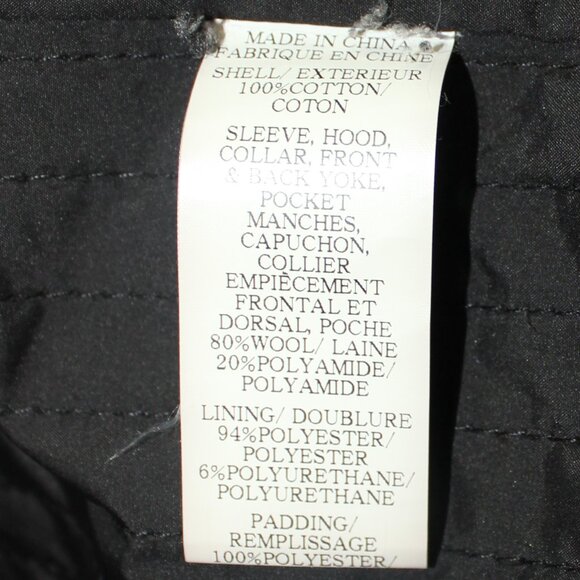 MADE IN CHINA
FABRIQUE EN CHINE
SHELL/ EXTERIEUR
100%COTTON/
COTON
SLEEVE, HOOD,
COLLAR, FRONT
& BACK YOKE,
POCKET
MANCHES,
CAPUCHON,
COLLIER
EMPIÈCEMENT
FRONTAL ET
DORSAL, POCHE
80%WOOL/ LAINE
20%POLYAMIDE/
POLYAMIDE
LINING/ DOUBLURE
94%POLYESTER/
POLYESTER
6%POLYURETHANE/
POLYURETHANE
PADDING/
REMPLISSAGE
100%POLYESTER/